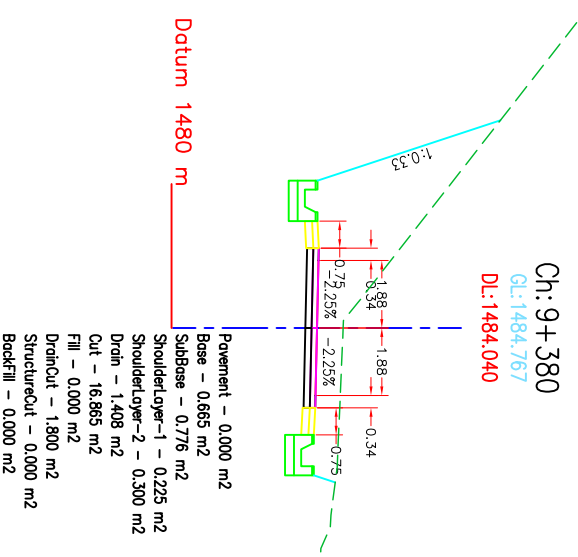 Ch: 9+380
GL:1484.767
DL:1484.040
1:0.33
0.75
0.34
1.88
1.88
0.34
0.75
-2.25%
-2.25%
Datum 1480 m
Pavement - 0.000 m2
Base - 0.665 m2
SubBase - 0.776 m2
ShoulderLayer-1 - 0.225 m2
ShoulderLayer-2 - 0.300 m2
Drain - 1.408 m2
Cut - 16.865 m2
Fill - 0.000 m2
DrainCut - 1.800 m2
StructureCut - 0.000 m2
BackFill - 0.000 m2